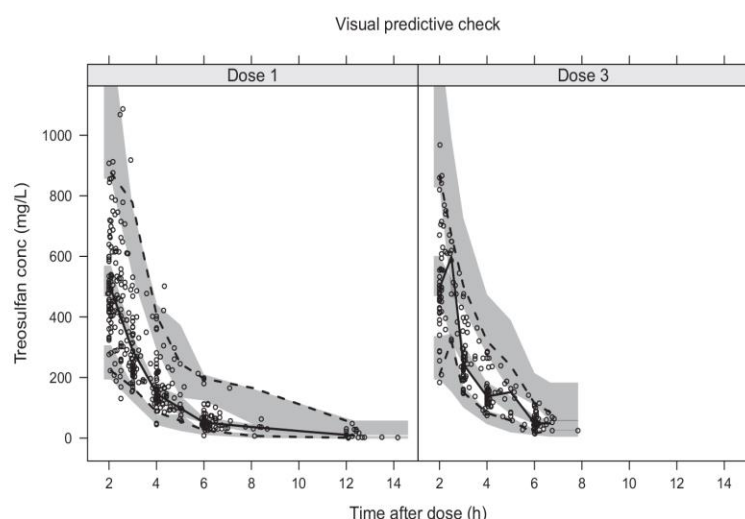 Visual predictive check
Dose 1 Dose 3
Treosulfan conc (mg/L)
1000
800
600
400
200
0
2 4 6 8 10 12 14 2 4 6 8 10 12 14
Time after dose (h)